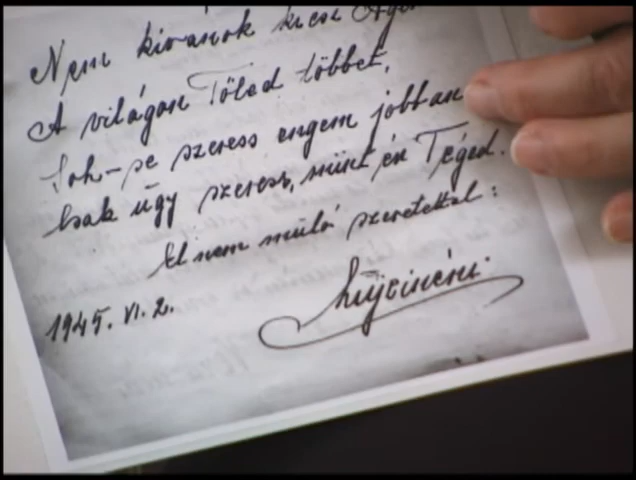 Nem kivánok kicsi
A világon Tőled többet,
Soh-se szeress engem jobban
Csak úgy szeress, mint én Téged.
El nem múló szeretettel:
1945. VI. 2.